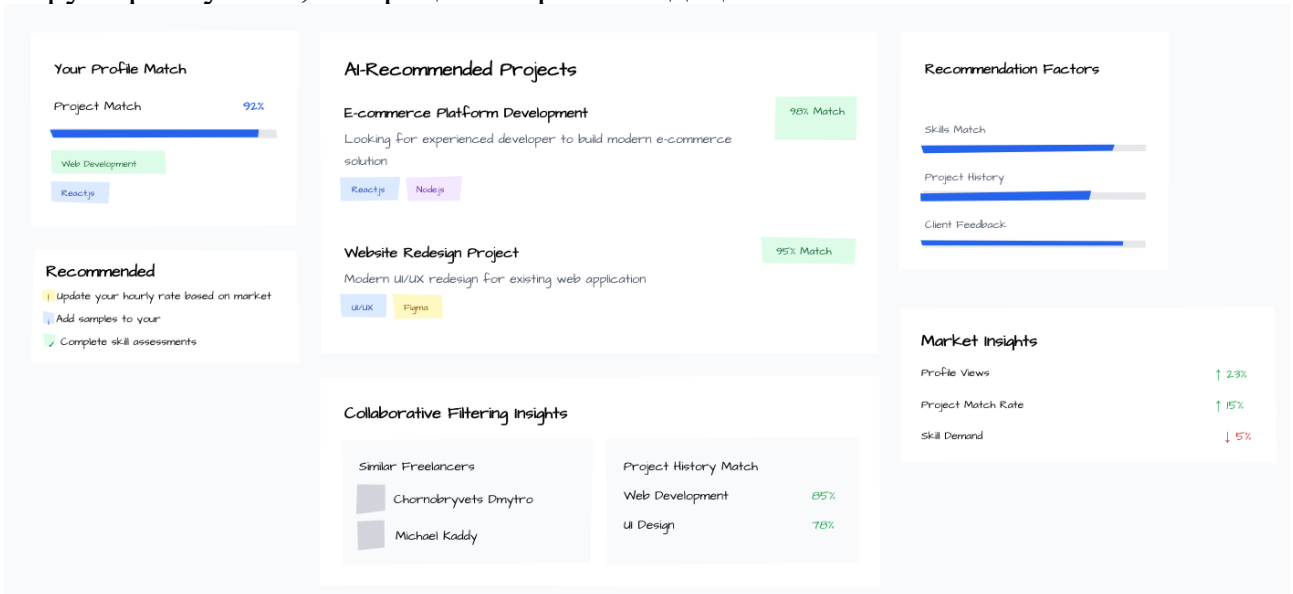 Your Profile Match
Project Match 92%
Web Development
React.js
Recommended
! Update your hourly rate based on market
i Add samples to your
✓ Complete skill assessments
AI-Recommended Projects
E-commerce Platform Development
98% Match
Looking for experienced developer to build modern e-commerce
solution
React.js Node.js
Website Redesign Project
95% Match
Modern UI/UX redesign for existing web application
UI/UX Figma
Collaborative Filtering Insights
Similar Freelancers
Chornobryvets Dmytro
Michael Kaddy
Project History Match
Web Development 85%
UI Design 78%
Recommendation Factors
Skills Match
Project History
Client Feedback
Market Insights
Profile Views ↑ 23%
Project Match Rate ↑ 15%
Skill Demand ↓ 5%